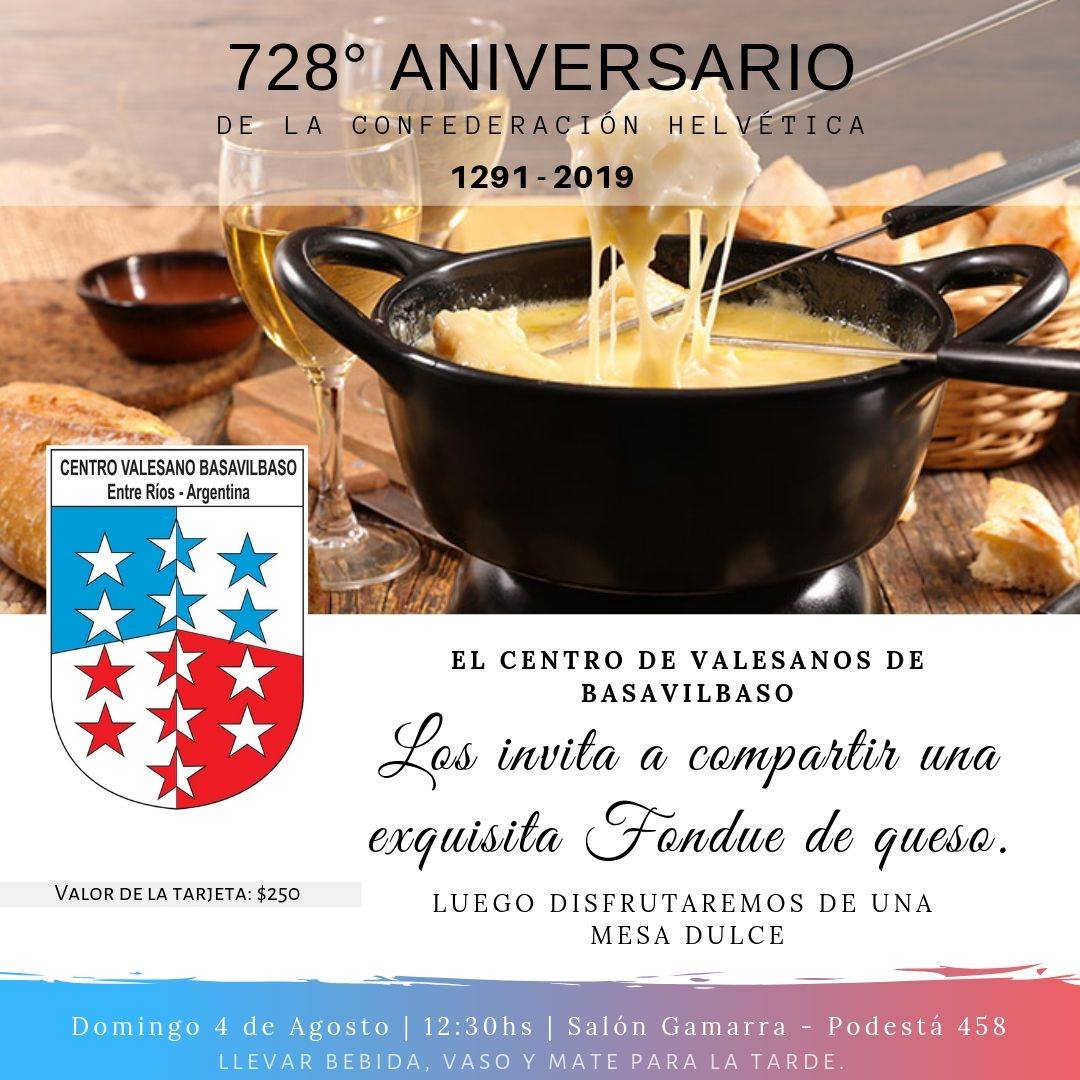 728° ANIVERSARIO
DE LA CONFEDERACIÓN HELVÉTICA
1291 - 2019
CENTRO VALESANO BASAVILBASO
Entre Ríos - Argentina
EL CENTRO DE VALESANOS DE
BASAVILBASO
Los invita a compartir una
exquisita Fondue de queso.
VALOR DE LA TARJETA: $250
LUEGO DISFRUTAREMOS DE UNA
MESA DULCE
Domingo 4 de Agosto | 12:30hs | Salón Gamarra - Podestá 458
LLEVAR BEBIDA, VASO Y MATE PARA LA TARDE.